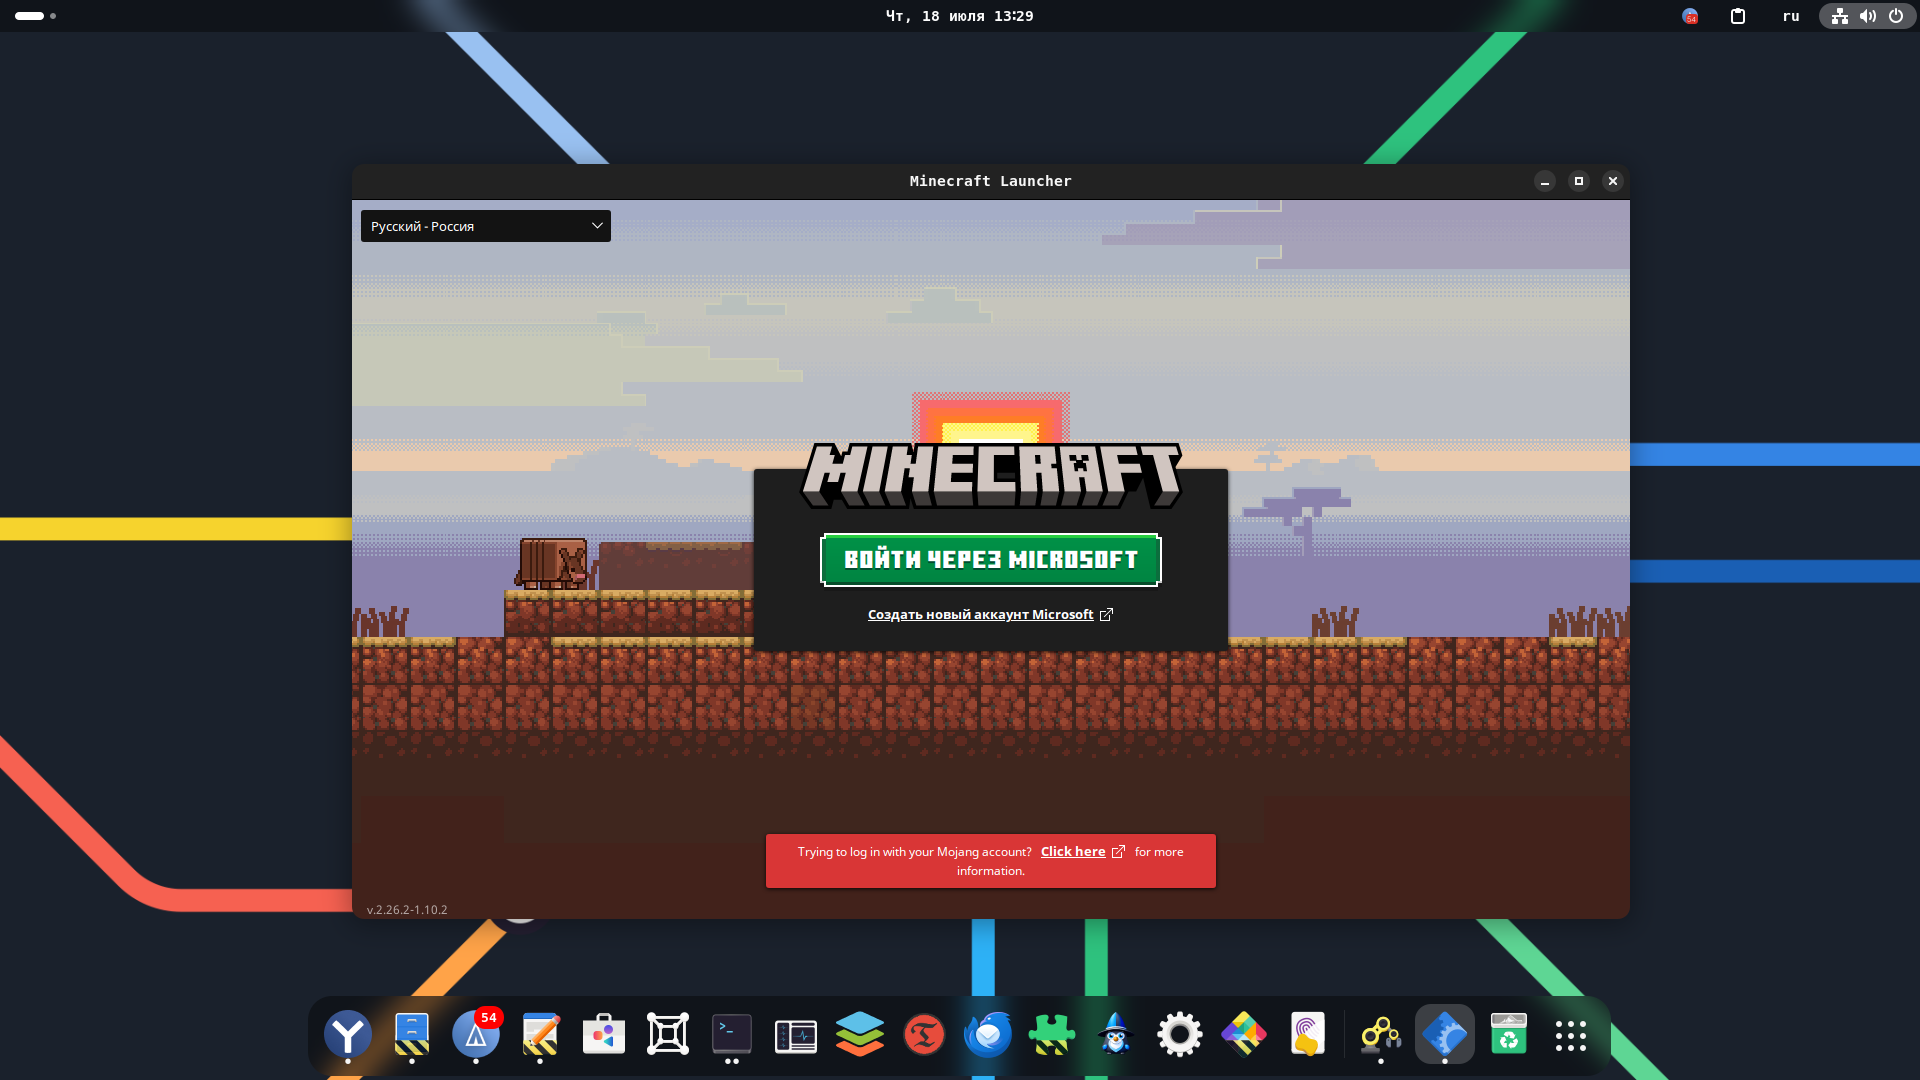 Чт, 18 июля 13:29
54
ru
Minecraft Launcher
Русский - Россия
MINECRAFT
ВОЙТИ ЧЕРЕЗ MICROSOFT
Создать новый аккаунт Microsoft
Trying to log in with your Mojang account? Click here for more
information.
v.2.26.2-1.10.2
54
>_